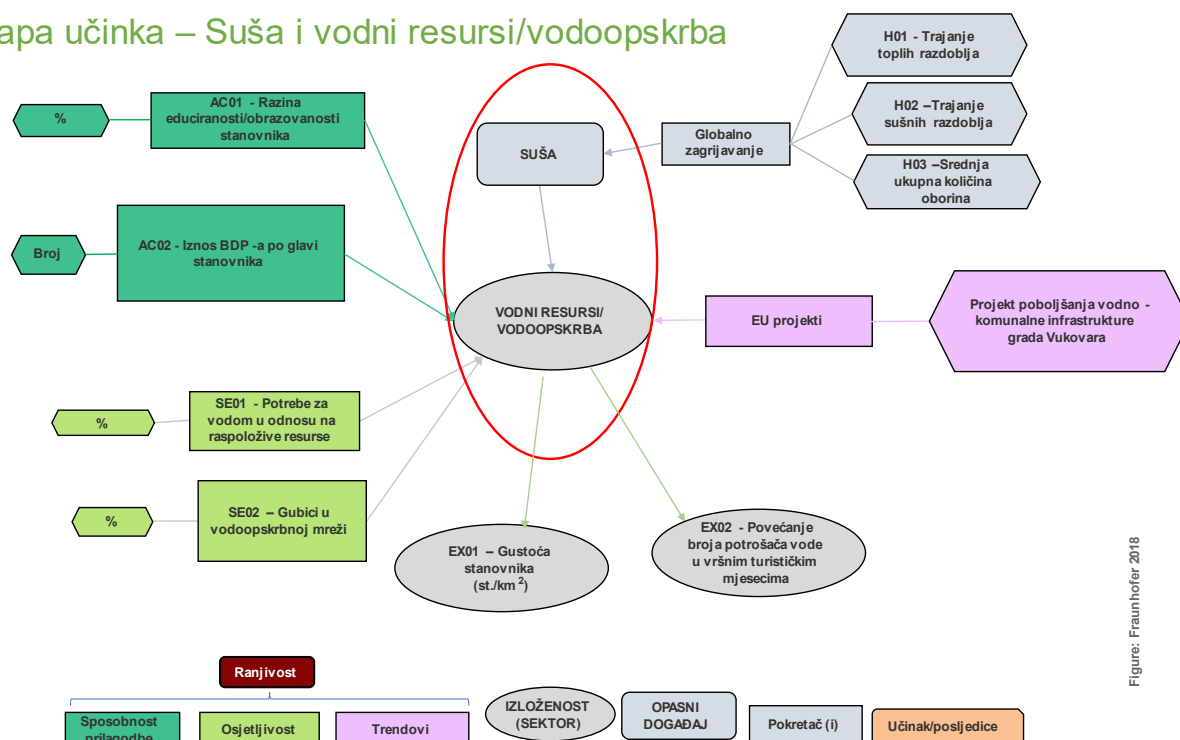 apa učinka – Suša i vodni resursi/vodoopskrba
H01 - Trajanje
toplih razdoblja
H02 –Trajanje
sušnih razdoblja
H03 –Srednja
ukupna količina
oborina
Globalno
zagrijavanje
SUŠA
%
AC01 - Razina
educiranosti/obrazovanosti
stanovnika
Broj
AC02 - Iznos BDP -a po glavi
stanovnika
VODNI RESURSI/
VODOOPSKRBA
EU projekti
Projekt poboljšanja vodno -
komunalne infrastrukture
grada Vukovara
%
SE01 - Potrebe za
vodom u odnosu na
raspoložive resurse
%
SE02 – Gubici u
vodoopskrbnoj mreži
EX01 – Gustoća
stanovnika
(st./km 2)
EX02 - Povećanje
broja potrošača vode
u vršnim turističkim
mjesecima
Figure: Fraunhofer 2018
Ranjivost
Sposobnost
prilagodbe
Osjetljivost
Trendovi
IZLOŽENOST
(SEKTOR)
OPASNI
DOGAĐAJ
Pokretač (i)
Učinak/posljedice